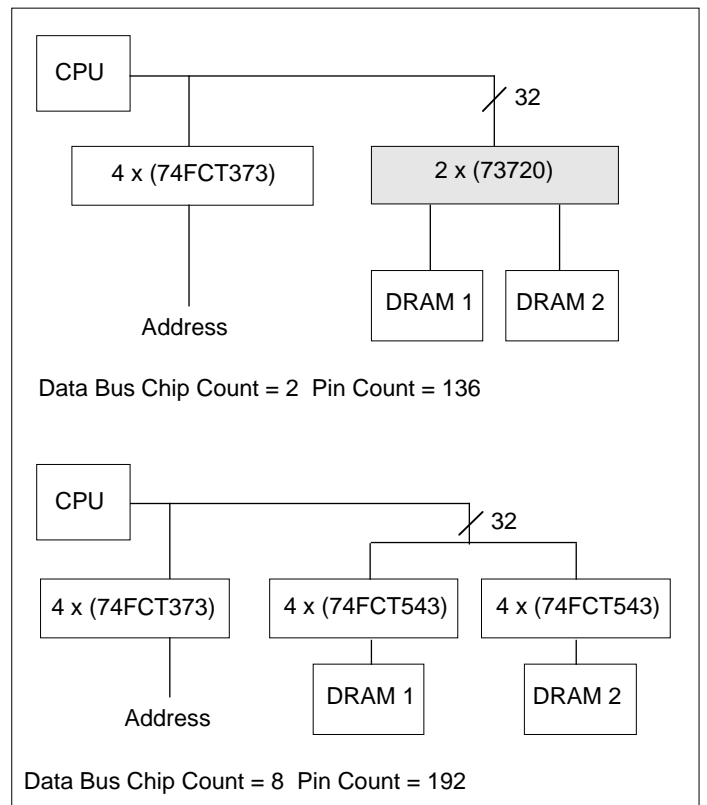 CPU
32
4 x (74FCT373)
2 x (73720)
DRAM 1
DRAM 2
Address
Data Bus Chip Count = 2 Pin Count = 136
CPU
32
4 x (74FCT373)
4 x (74FCT543)
4 x (74FCT543)
DRAM 1
DRAM 2
Address
Data Bus Chip Count = 8 Pin Count = 192